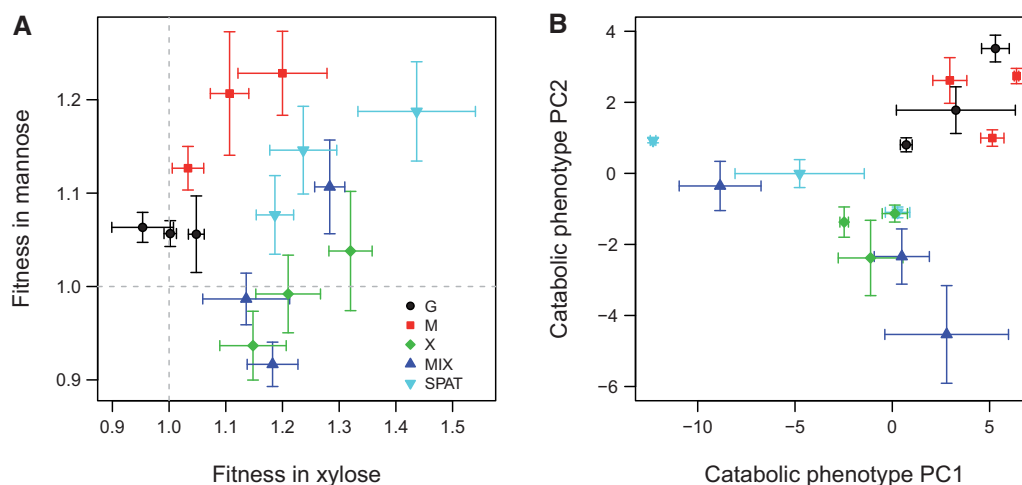 A
Fitness in mannose
1.2
1.1
1.0
0.9
G
M
X
MIX
SPAT
0.9 1.0 1.1 1.2 1.3 1.4 1.5
Fitness in xylose
B
Catabolic phenotype PC2
4
2
0
−2
−4
−6
−10 −5 0 5
Catabolic phenotype PC1